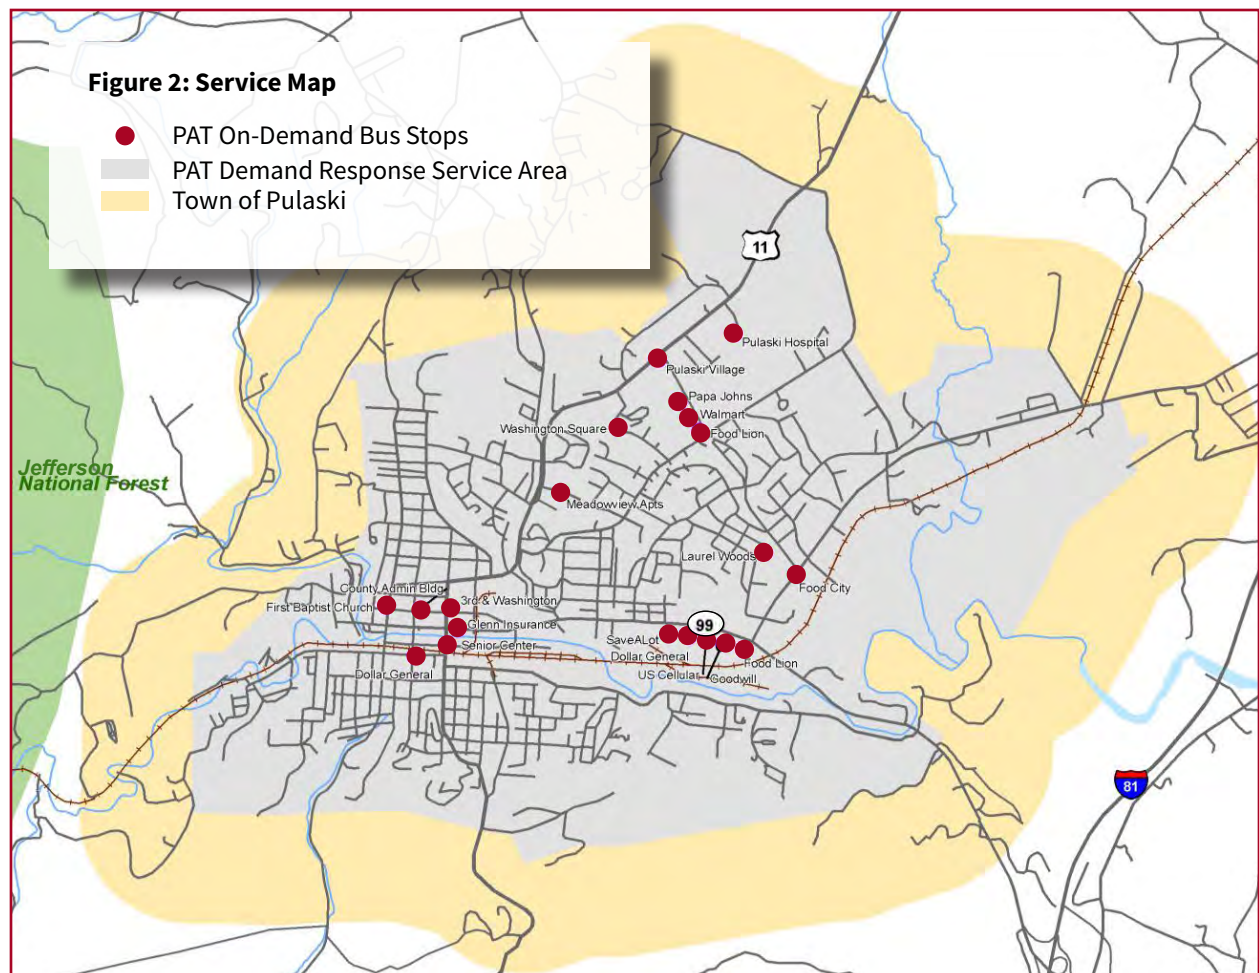 Figure 2: Service Map
PAT On-Demand Bus Stops
PAT Demand Response Service Area
Town of Pulaski
11
Pulaski Hospital
Pulaski Village
Papa Johns
Walmart
Washington Square
Food Lion
Jefferson
National Forest
Meadowview Apts
Laurel Woods
Food City
County Admin Bldg
First Baptist Church
3rd & Washington
Glenn Insurance
99
SaveALot
Senior Center
Dollar General
Food Lion
Dollar General
US Cellular
Goodwill
81